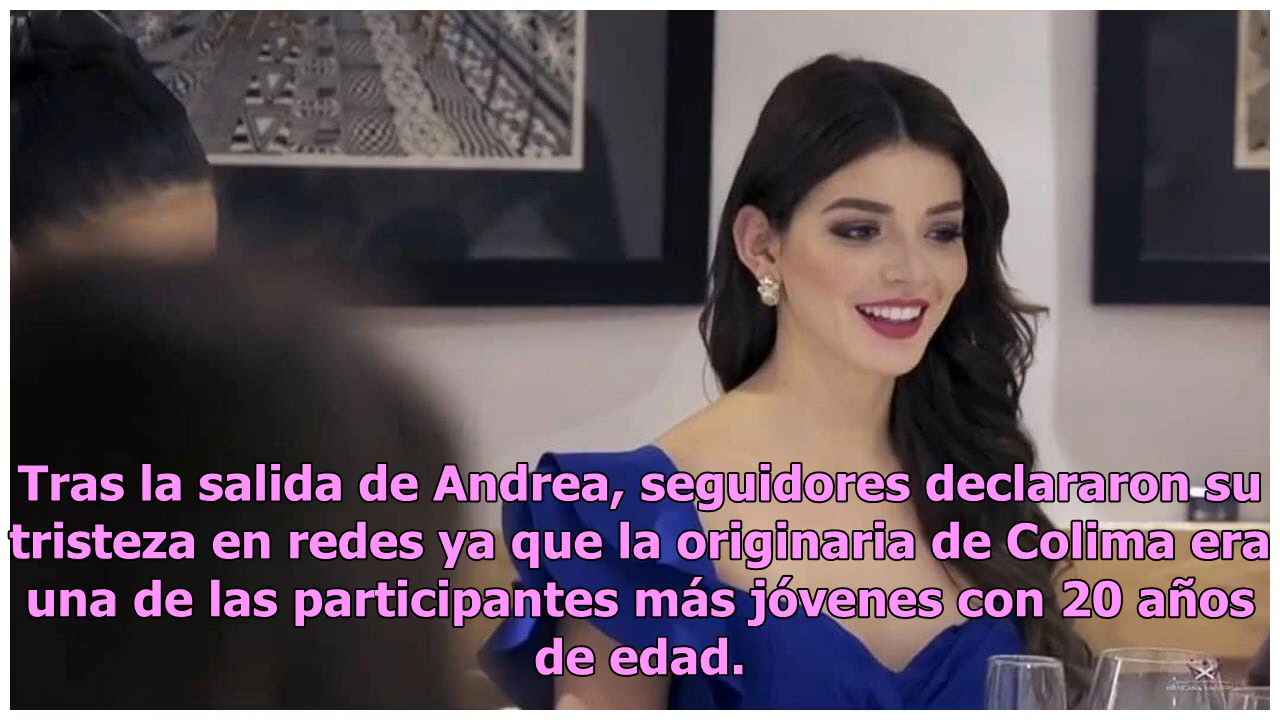 Tras la salida de Andrea, seguidores declararon su
tristeza en redes ya que la originaria de Colima era
una de las participantes más jóvenes con 20 años
de edad.